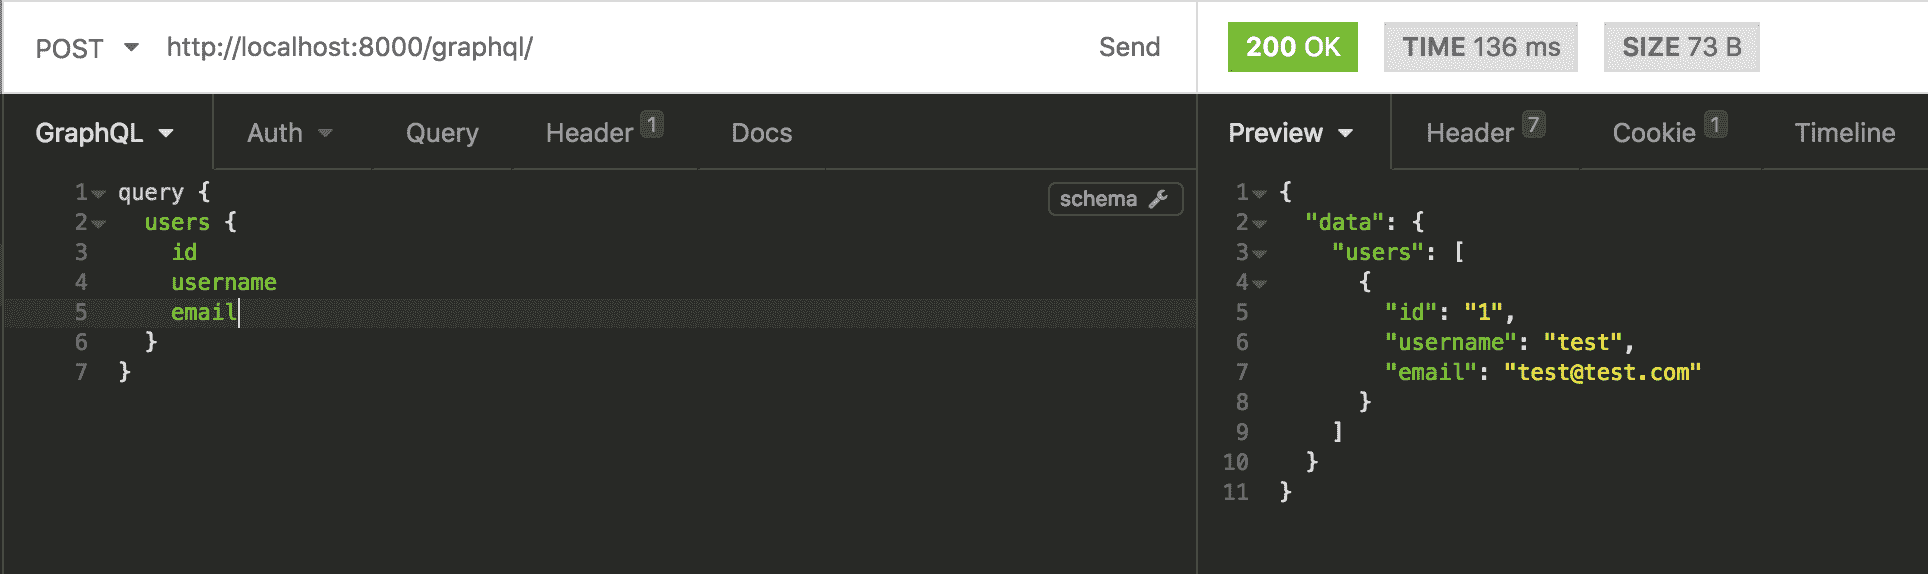 POST http://localhost:8000/graphql/ Send 200 OK TIME 136 ms SIZE 73 B
GraphQL Auth Query Header 1 Docs
1 query {
2 users {
3 id
4 username
5 email
6 }
7 }
schema
Preview Header 7 Cookie 1 Timeline
1 {
2 "data": {
3 "users": [
4 {
5 "id": "1",
6 "username": "test",
7 "email": "test@test.com"
8 }
9 ]
10 }
11 }